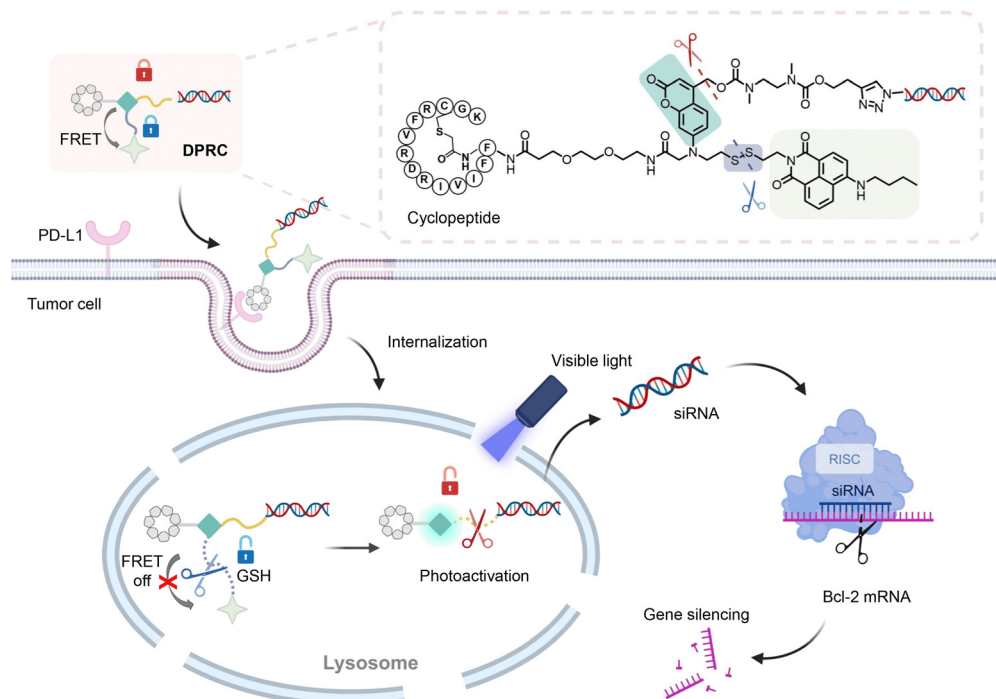 FRET
DPRC
PD-L1
Tumor cell
Cyclopeptide
V F R C G K
R D R I V I F F
S
O
N
H
NH
O
O
O
H
N
O
N
S
S
N
O
O
N
H
O
O
O
O
N
N
O
O
N
N
N
Internalization
Visible light
siRNA
RISC
siRNA
Bcl-2 mRNA
Gene silencing
FRET
off
GSH
Photoactivation
Lysosome